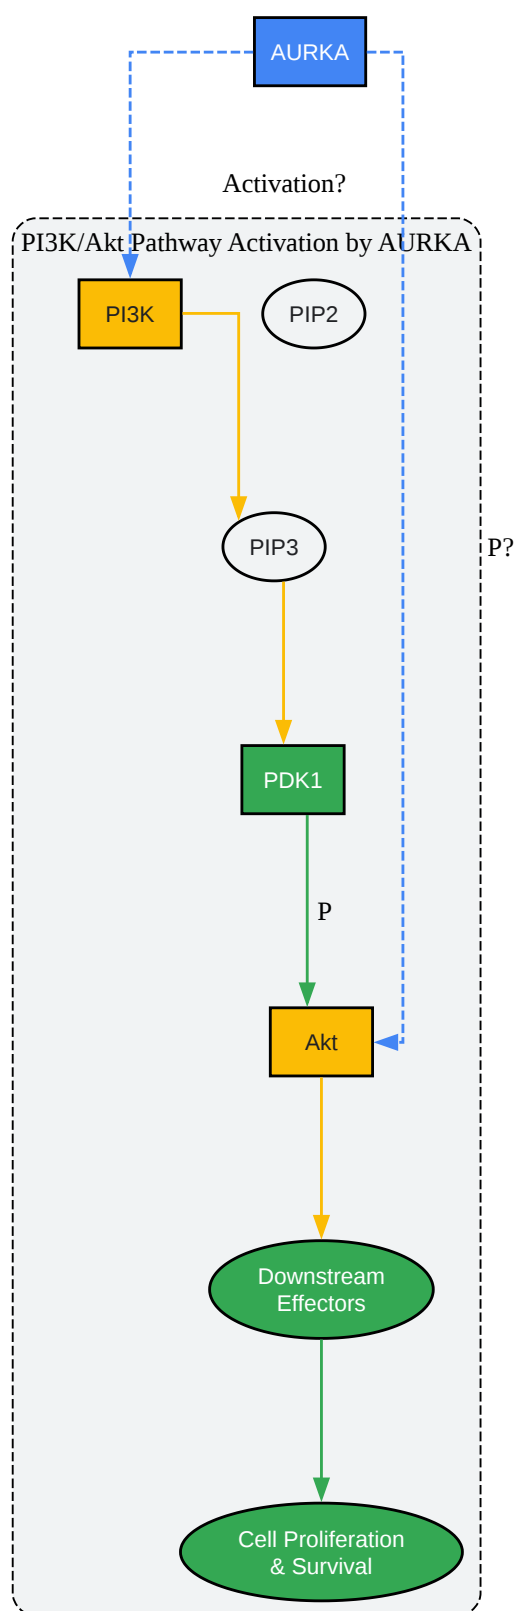 AURKA
Activation?
PI3K/Akt Pathway Activation by AURKA
PI3K
PIP2
PIP3
P?
PDK1
P
Akt
Downstream
Effectors
Cell Proliferation
& Survival